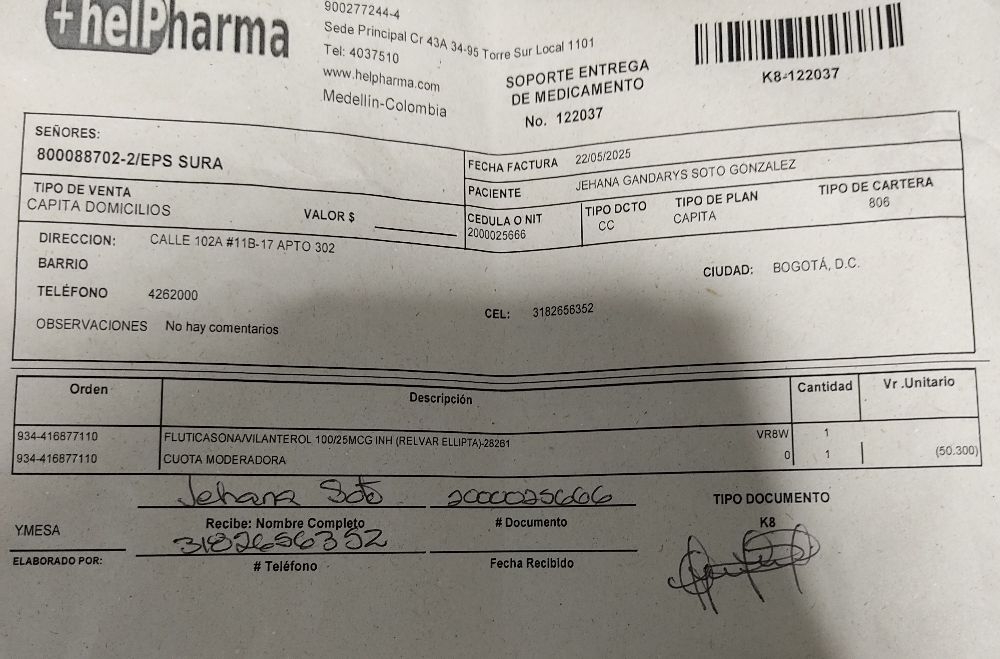 +helPharma
900277244-4
Sede Principal Cr 43A 34-95 Torre Sur Local 1101
Tel: 4037510
www.helpharma.com
Medellin-Colombia
SOPORTE ENTREGA
DE MEDICAMENTO
No. 122037
K8-122037
SEÑORES:
800088702-2/EPS SURA
FECHA FACTURA 22/05/2025
PACIENTE JEHANA GANDARYS SOTO GONZALEZ
TIPO DE VENTA
CAPITA DOMICILIOS
VALOR $
CEDULA O NIT
2000025666
TIPO DCTO
CC
TIPO DE PLAN
CAPITA
TIPO DE CARTERA
806
DIRECCION: CALLE 102A #11B-17 APTO 302
BARRIO
CIUDAD: BOGOTÁ, D.C.
TELÉFONO 4262000
CEL: 3182656352
OBSERVACIONES No hay comentarios
Orden Descripción Cantidad Vr .Unitario
934-416877110 FLUTICASONA/VILANTEROL 100/25MCG INH (RELVAR ELLIPTA)-28261 VR8W 1
934-416877110 CUOTA MODERADORA 0 1 (50.300)
Jehana Soto 2000025666
Recibe: Nombre Completo # Documento
TIPO DOCUMENTO
K8
YMESA
3182656352
ELABORADO POR:
# Teléfono Fecha Recibido